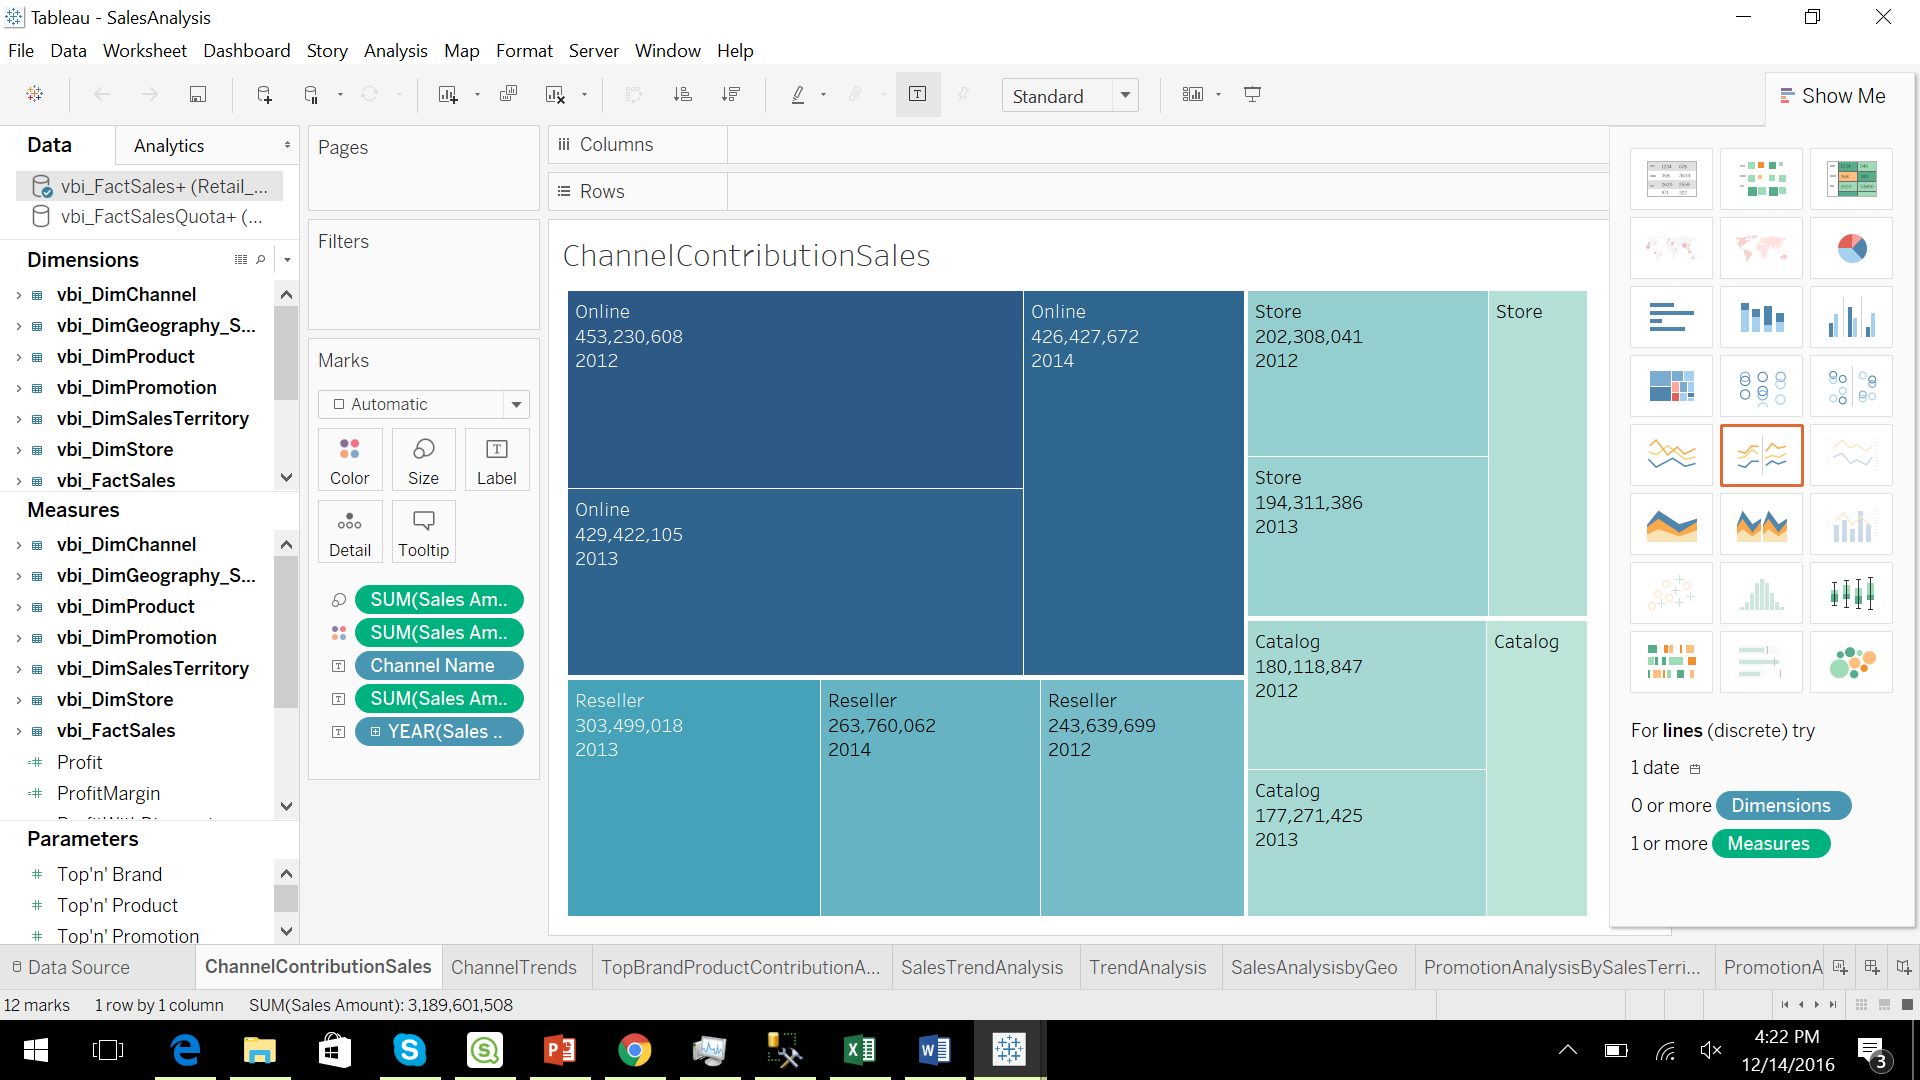 Tableau - SalesAnalysis
File Data Worksheet Dashboard Story Analysis Map Format Server Window Help
Standard
Show Me
Data
Analytics
vbi_FactSales+ (Retail_...
vbi_FactSalesQuota+ (...
Dimensions
vbi_DimChannel
vbi_DimGeography_S...
vbi_DimProduct
vbi_DimPromotion
vbi_DimSalesTerritory
vbi_DimStore
vbi_FactSales
Measures
vbi_DimChannel
vbi_DimGeography_S...
vbi_DimProduct
vbi_DimPromotion
vbi_DimSalesTerritory
vbi_DimStore
vbi_FactSales
Profit
ProfitMargin
Parameters
Top'n' Brand
Top'n' Product
Top'n' Promotion
Pages
Filters
Marks
Automatic
Color
Size
Label
Detail
Tooltip
SUM(Sales Am..
SUM(Sales Am..
Channel Name
SUM(Sales Am..
YEAR(Sales ..
Columns
Rows
ChannelContributionSales
Online
453,230,608
2012
Online
426,427,672
2014
Online
429,422,105
2013
Reseller
303,499,018
2013
Reseller
263,760,062
2014
Reseller
243,639,699
2012
Store
202,308,041
2012
Store
Store
194,311,386
2013
Catalog
180,118,847
2012
Catalog
Catalog
177,271,425
2013
For lines (discrete) try
1 date
0 or more Dimensions
1 or more Measures
Data Source
ChannelContributionSales
ChannelTrends
TopBrandProductContributionA...
SalesTrendAnalysis
TrendAnalysis
SalesAnalysisbyGeo
PromotionAnalysisBySalesTerri...
PromotionA
12 marks
1 row by 1 column
SUM(Sales Amount): 3,189,601,508
4:22 PM
12/14/2016
3